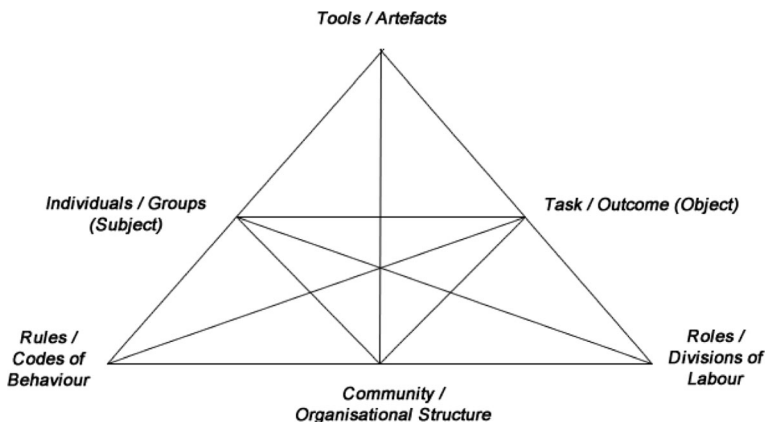 Tools / Artefacts
Individuals / Groups
(Subject)
Task / Outcome (Object)
Rules /
Codes of
Behaviour
Roles /
Divisions of
Labour
Community /
Organisational Structure